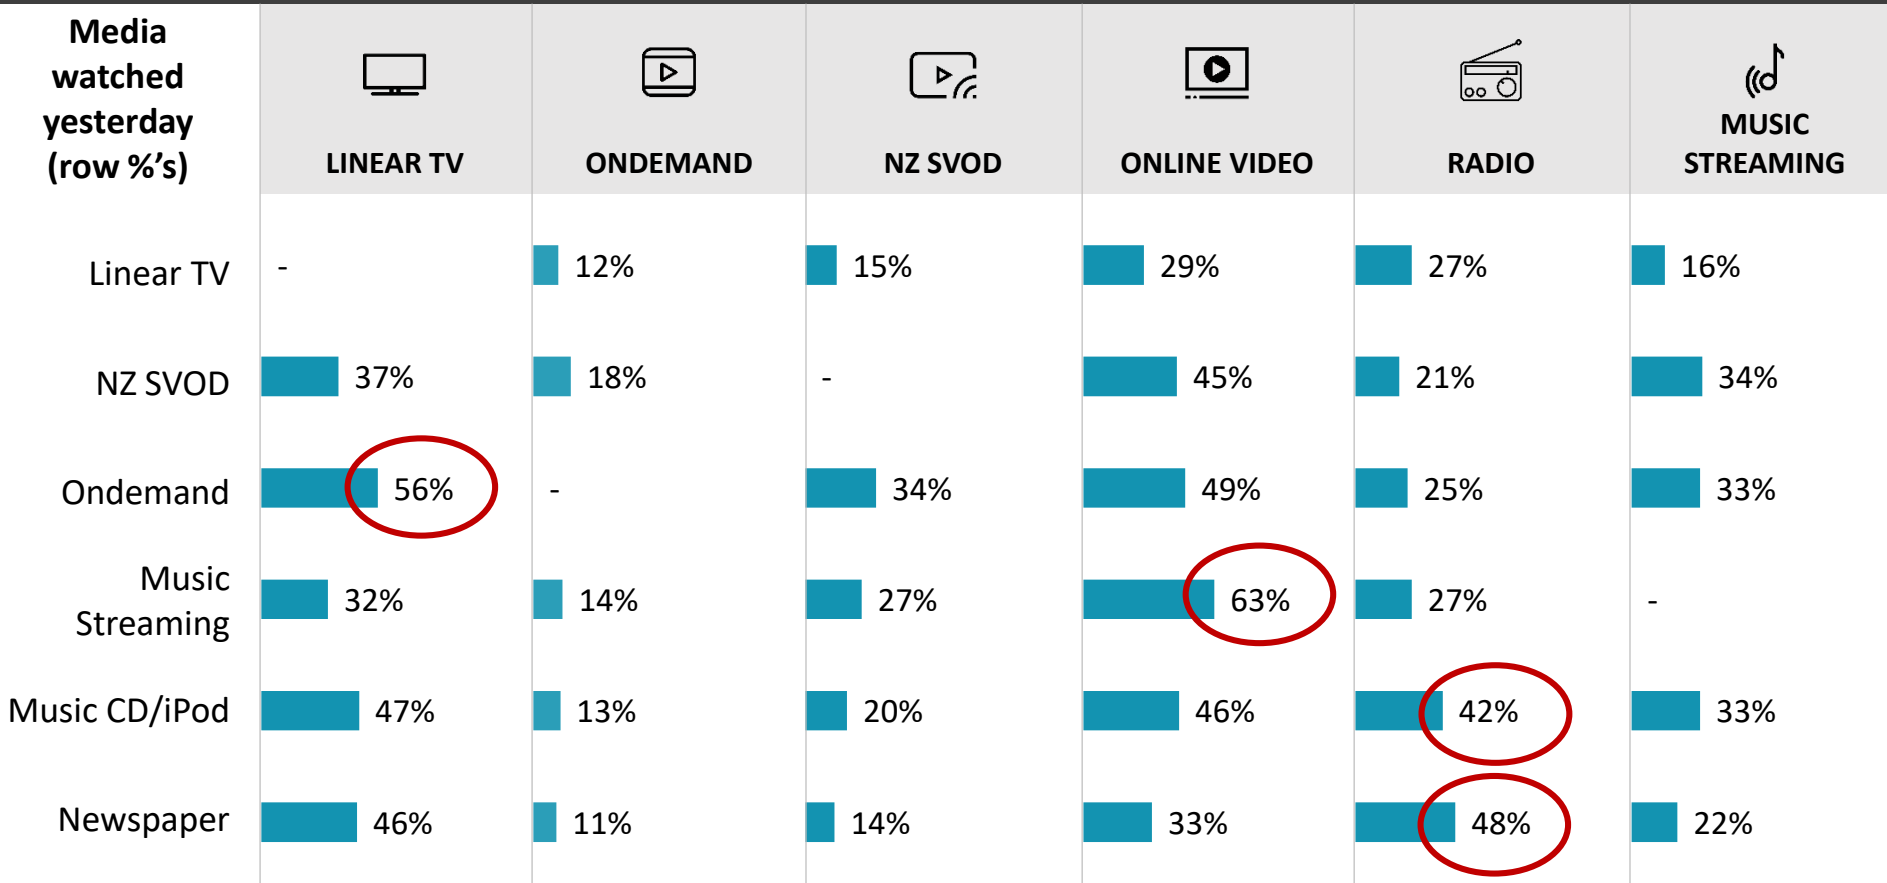 Media
watched
yesterday
(row %'s)
LINEAR TV
ONDEMAND
NZ SVOD
ONLINE VIDEO
RADIO
MUSIC
STREAMING
Linear TV
-
12%
15%
29%
27%
16%
NZ SVOD
37%
18%
-
45%
21%
34%
Ondemand
56%
-
34%
49%
25%
33%
Music
Streaming
32%
14%
27%
63%
27%
-
Music CD/iPod
47%
13%
20%
46%
42%
33%
Newspaper
46%
11%
14%
33%
48%
22%